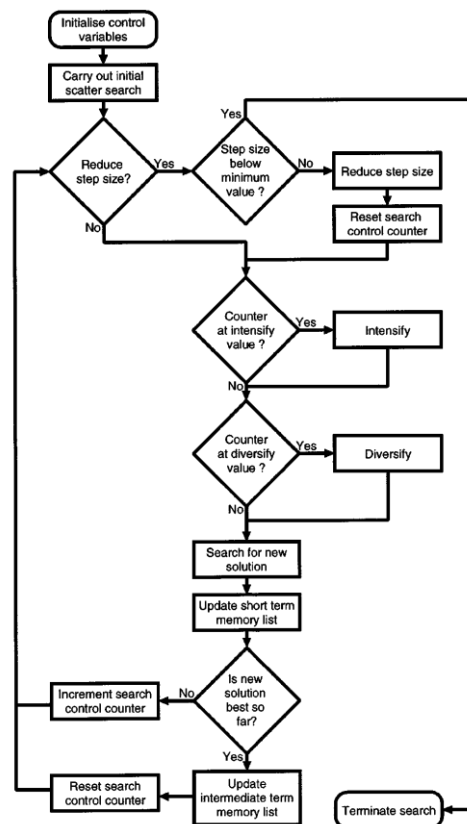 Initialise control
variables
Carry out initial
scatter search
Yes
Reduce
step size?
Yes
Step size
below
minimum
value ?
No
Reduce step size
Reset search
control counter
No
Counter
at intensify
value ?
Yes
Intensify
No
Counter
at diversify
value ?
Yes
Diversify
No
Search for new
solution
Update short term
memory list
Is new
solution
best so
far?
No
Increment search
control counter
Yes
Update
intermediate term
memory list
Reset search
control counter
Terminate search